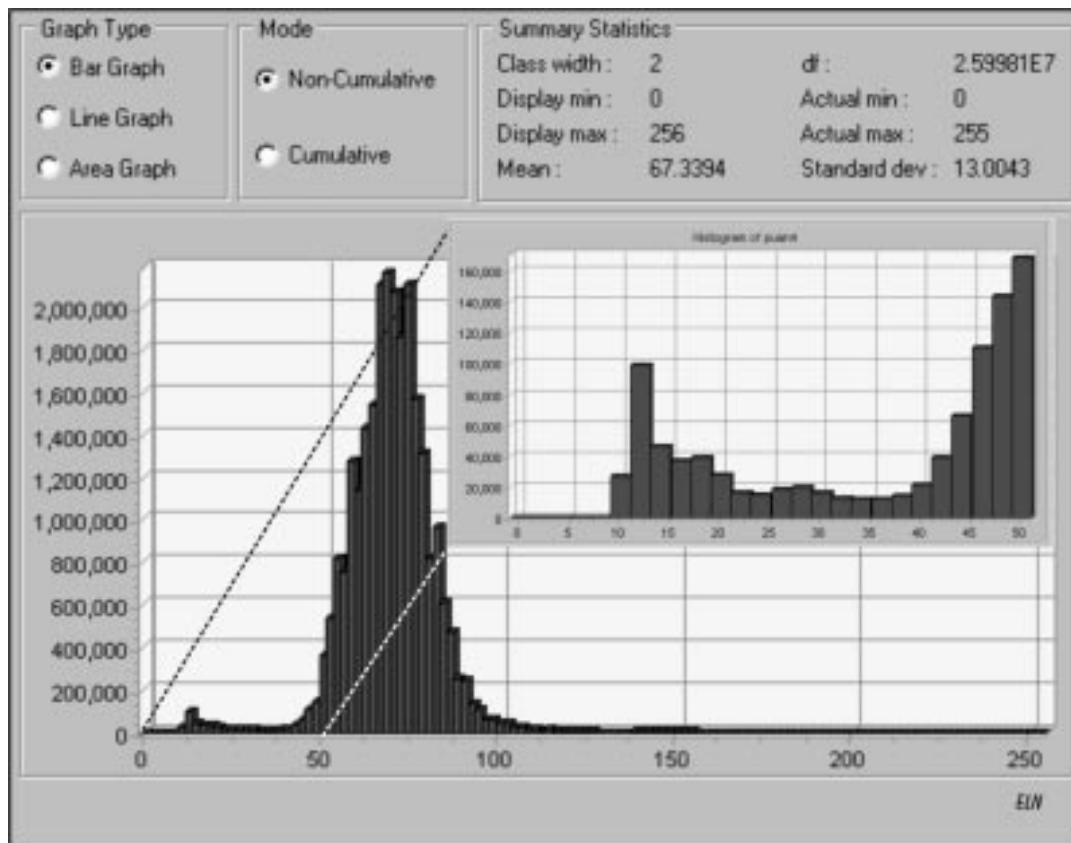 Graph Type
Bar Graph
Line Graph
Area Graph
Mode
Non-Cumulative
Cumulative
Summary Statistics
Class width : 2 df : 2.59981E7
Display min : 0 Actual min : 0
Display max : 256 Actual max : 255
Mean : 67.3394 Standard dev : 13.0043
Histogram of
160,000
140,000
120,000
100,000
80,000
60,000
40,000
20,000
0
0 5 10 15 20 25 30 35 40 45 50
2,000,000
1,800,000
1,600,000
1,400,000
1,200,000
1,000,000
800,000
600,000
400,000
200,000
0
0 50 100 150 200 250
ELN